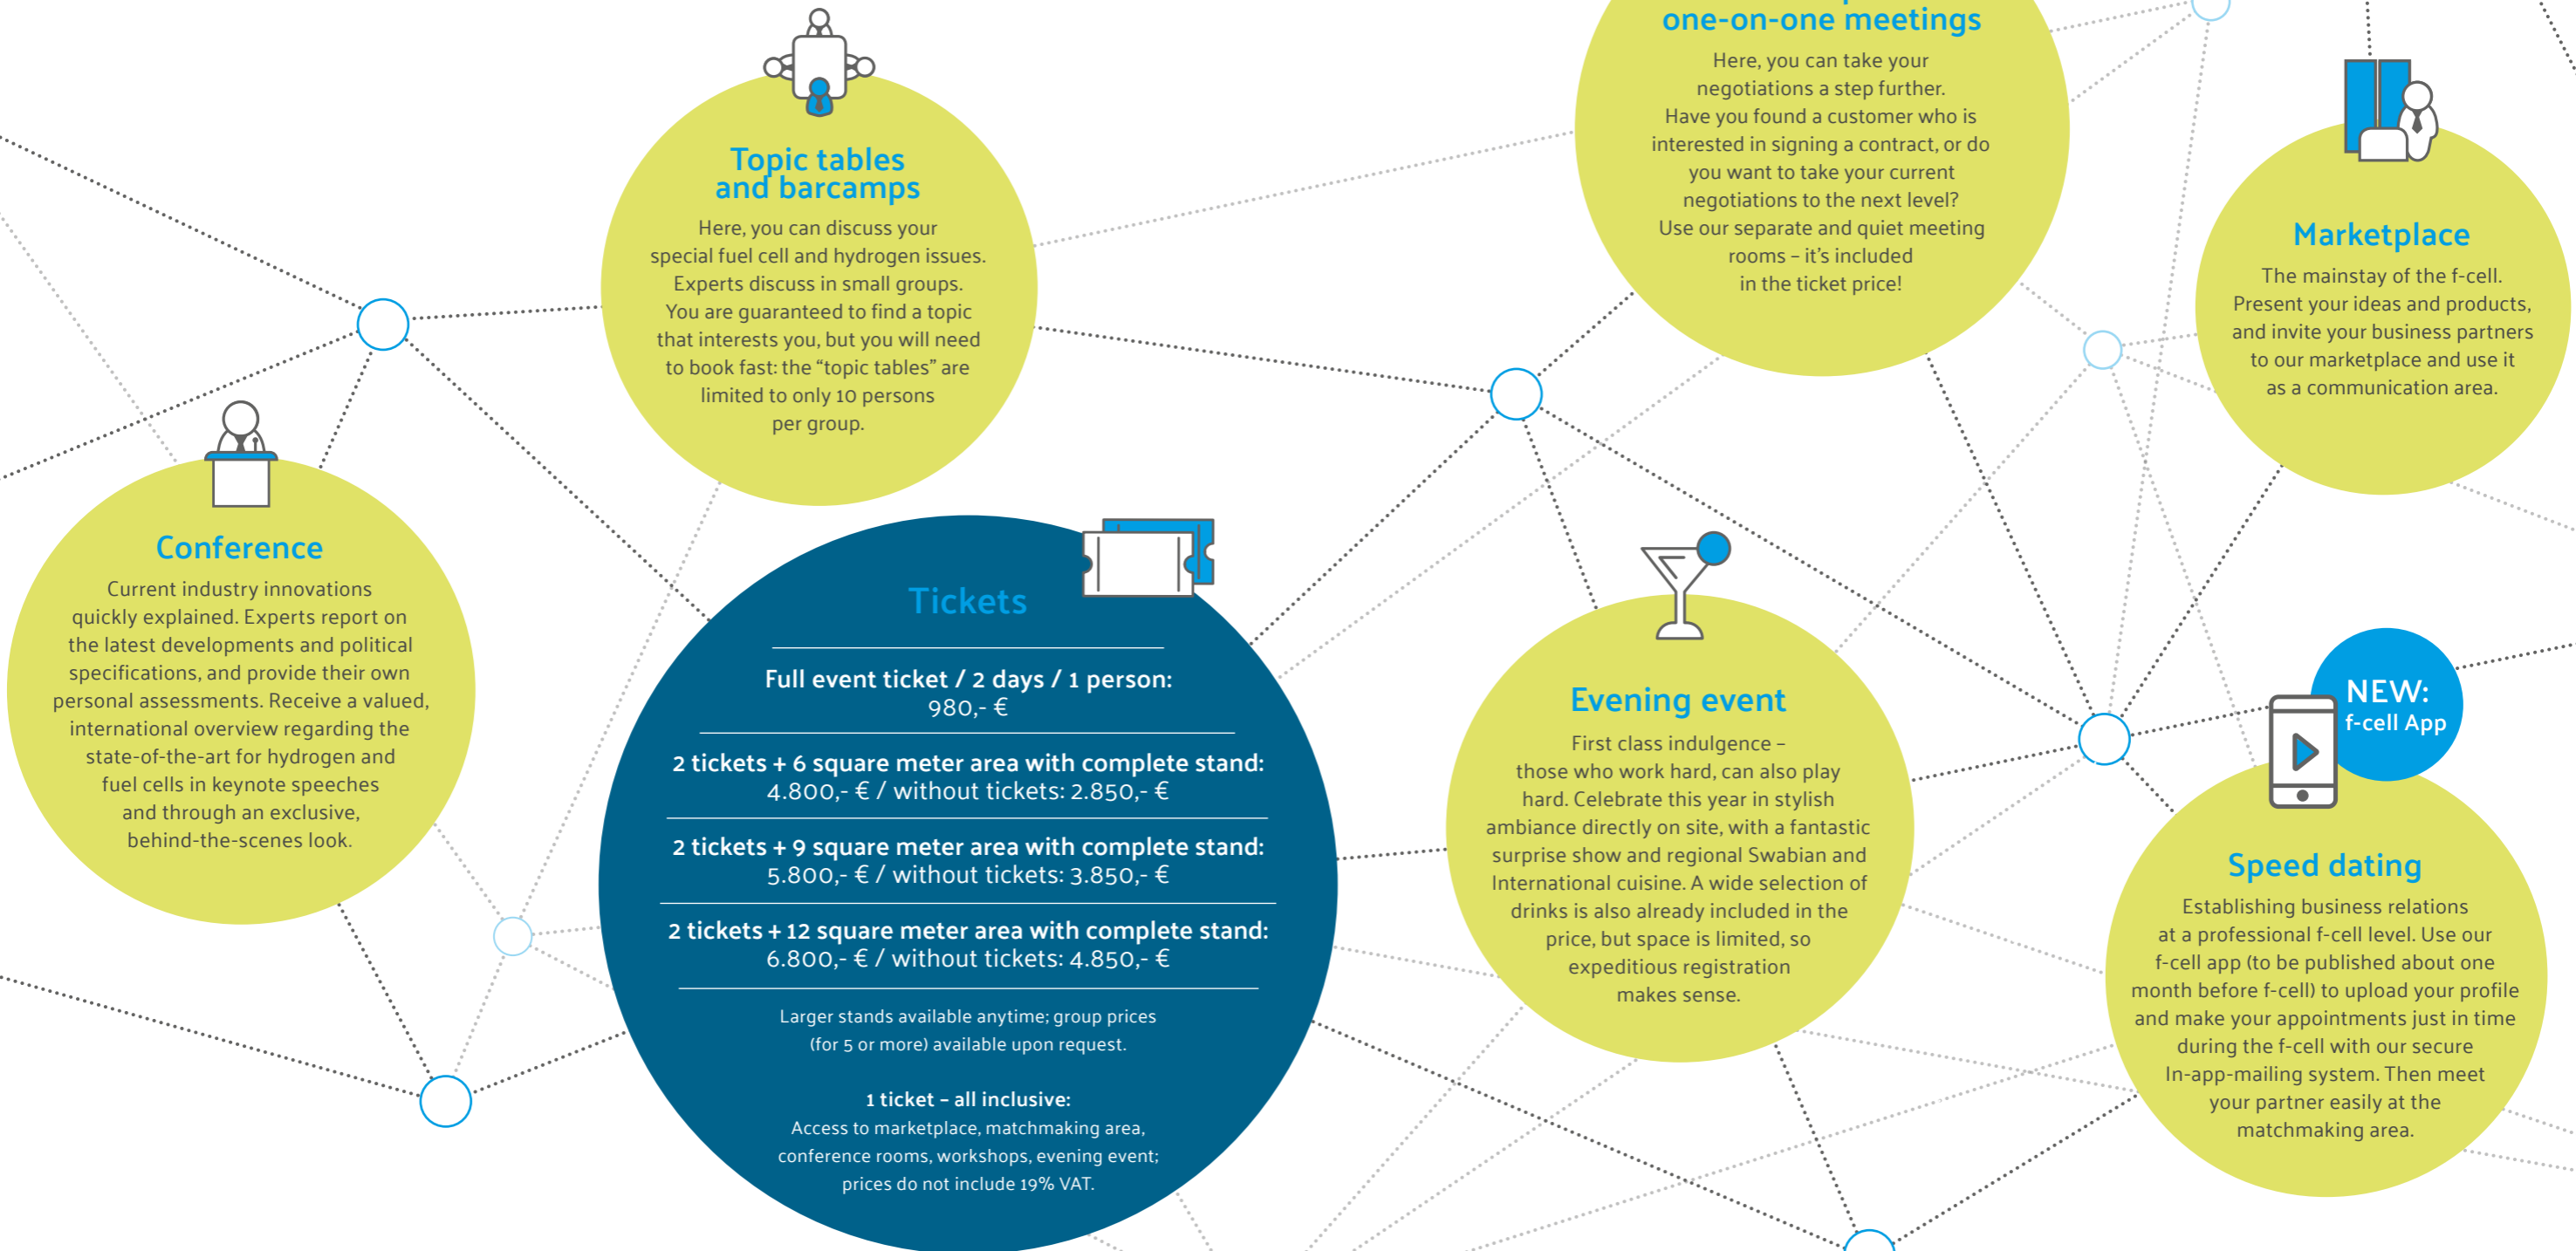 Topic tables
and barcamps
Here, you can discuss your
special fuel cell and hydrogen issues.
Experts discuss in small groups.
You are guaranteed to find a topic
that interests you, but you will need
to book fast: the “topic tables” are
limited to only 10 persons
per group.
one-on-one meetings
Here, you can take your
negotiations a step further.
Have you found a customer who is
interested in signing a contract, or do
you want to take your current
negotiations to the next level?
Use our separate and quiet meeting
rooms – it's included
in the ticket price!
Marketplace
The mainstay of the f-cell.
Present your ideas and products,
and invite your business partners
to our marketplace and use it
as a communication area.
Conference
Current industry innovations
quickly explained. Experts report on
the latest developments and political
specifications, and provide their own
personal assessments. Receive a valued,
international overview regarding the
state-of-the-art for hydrogen and
fuel cells in keynote speeches
and through an exclusive,
behind-the-scenes look.
Tickets
Full event ticket / 2 days / 1 person:
980,- €
2 tickets + 6 square meter area with complete stand:
4.800,- € / without tickets: 2.850,- €
2 tickets + 9 square meter area with complete stand:
5.800,- € / without tickets: 3.850,- €
2 tickets + 12 square meter area with complete stand:
6.800,- € / without tickets: 4.850,- €
Larger stands available anytime; group prices
(for 5 or more) available upon request.
1 ticket – all inclusive:
Access to marketplace, matchmaking area,
conference rooms, workshops, evening event;
prices do not include 19% VAT.
Evening event
First class indulgence –
those who work hard, can also play
hard. Celebrate this year in stylish
ambiance directly on site, with a fantastic
surprise show and regional Swabian and
International cuisine. A wide selection of
drinks is also already included in the
price, but space is limited, so
expeditious registration
makes sense.
NEW:
f-cell App
Speed dating
Establishing business relations
at a professional f-cell level. Use our
f-cell app (to be published about one
month before f-cell) to upload your profile
and make your appointments just in time
during the f-cell with our secure
In-app-mailing system. Then meet
your partner easily at the
matchmaking area.